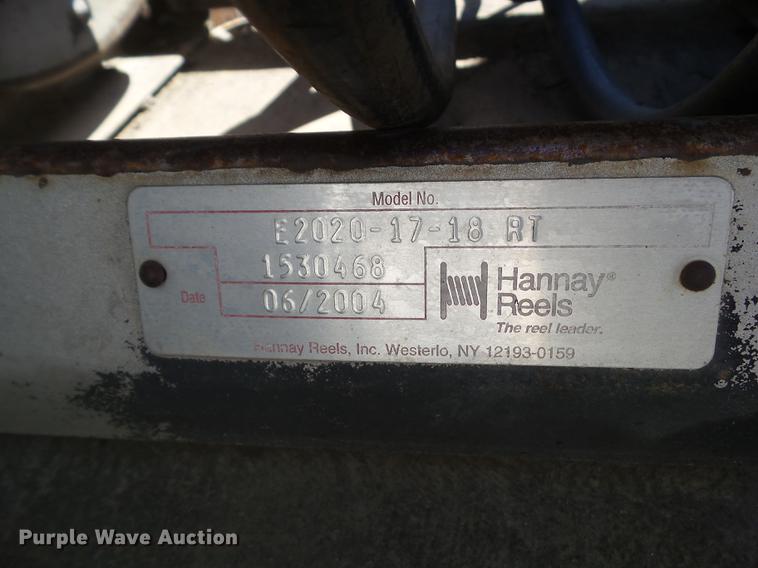 Model No.
E2020-17-18 RT
1530468
Date 06/2004
Hannay®
Reels
The reel leader.
Hannay Reels, Inc. Westerlo, NY 12193-0159
Purple Wave Auction